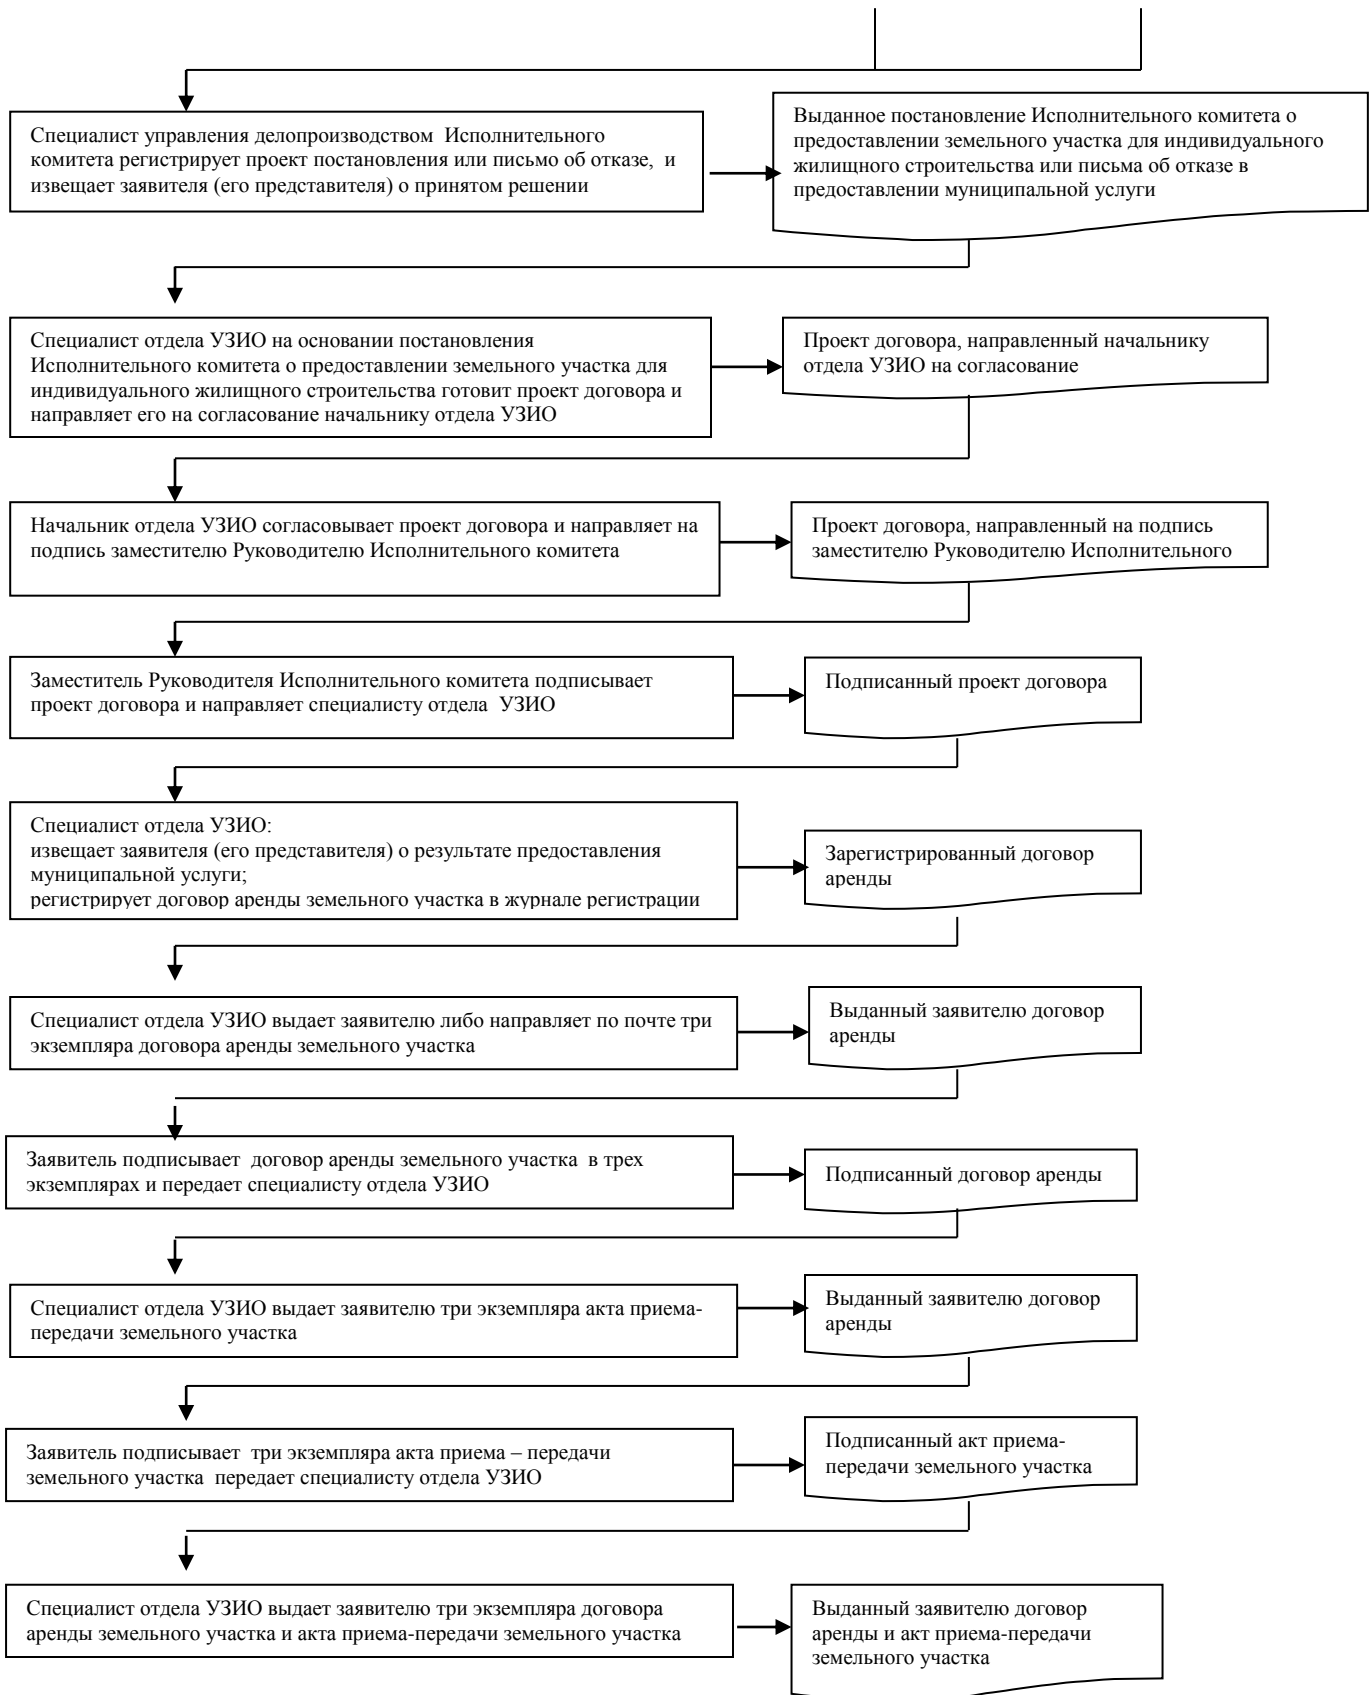 Специалист управления делопроизводством Исполнительного
комитета регистрирует проект постановления или письмо об отказе, и
извещает заявителя (его представителя) о принятом решении
Выданное постановление Исполнительного комитета о
предоставлении земельного участка для индивидуального
жилищного строительства или письма об отказе в
предоставлении муниципальной услуги
Специалист отдела УЗИО на основании постановления
Исполнительного комитета о предоставлении земельного участка для
индивидуального жилищного строительства готовит проект договора и
направляет его на согласование начальнику отдела УЗИО
Проект договора, направленный начальнику
отдела УЗИО на согласование
Начальник отдела УЗИО согласовывает проект договора и направляет на
подпись заместителю Руководителю Исполнительного комитета
Проект договора, направленный на подпись
заместителю Руководителю Исполнительного
Заместитель Руководителя Исполнительного комитета подписывает
проект договора и направляет специалисту отдела УЗИО
Подписанный проект договора
Специалист отдела УЗИО:
извещает заявителя (его представителя) о результате предоставления
муниципальной услуги;
регистрирует договор аренды земельного участка в журнале регистрации
Зарегистрированный договор
аренды
Специалист отдела УЗИО выдает заявителю либо направляет по почте три
экземпляра договора аренды земельного участка
Выданный заявителю договор
аренды
Заявитель подписывает договор аренды земельного участка в трех
экземплярах и передает специалисту отдела УЗИО
Подписанный договор аренды
Специалист отдела УЗИО выдает заявителю три экземпляра акта приема-
передачи земельного участка
Выданный заявителю договор
аренды
Заявитель подписывает три экземпляра акта приема – передачи
земельного участка передает специалисту отдела УЗИО
Подписанный акт приема-
передачи земельного участка
Специалист отдела УЗИО выдает заявителю три экземпляра договора
аренды земельного участка и акта приема-передачи земельного участка
Выданный заявителю договор
аренды и акт приема-передачи
земельного участка